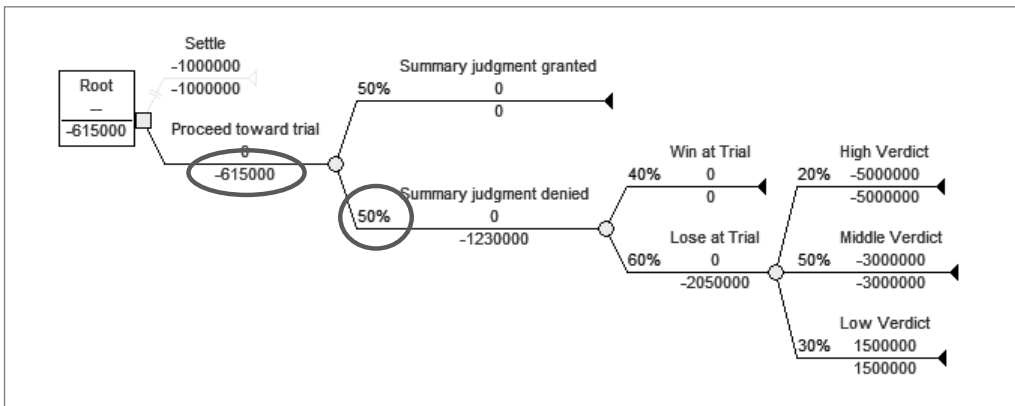 Root
—
-615000
Settle
-1000000
-1000000
Proceed toward trial
0
-615000
50%
Summary judgment granted
0
0
50%
Summary judgment denied
0
-1230000
40%
Win at Trial
0
0
60%
Lose at Trial
0
-2050000
20%
High Verdict
-5000000
-5000000
50%
Middle Verdict
-3000000
-3000000
30%
Low Verdict
1500000
1500000